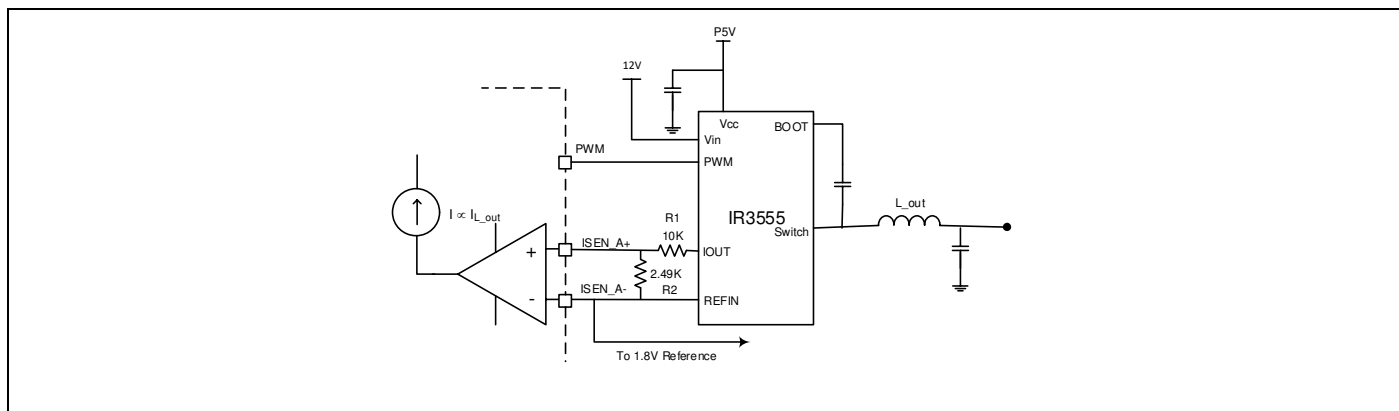 P5V
12V
Vcc
BOOT
Vin
PWM
PWM
I ∝ I_L_out
L_out
R1
IR3555
10K
Switch
ISEN_A+
IOUT
+
2.49K
-
ISEN_A-
R2
REFIN
To 1.8V Reference